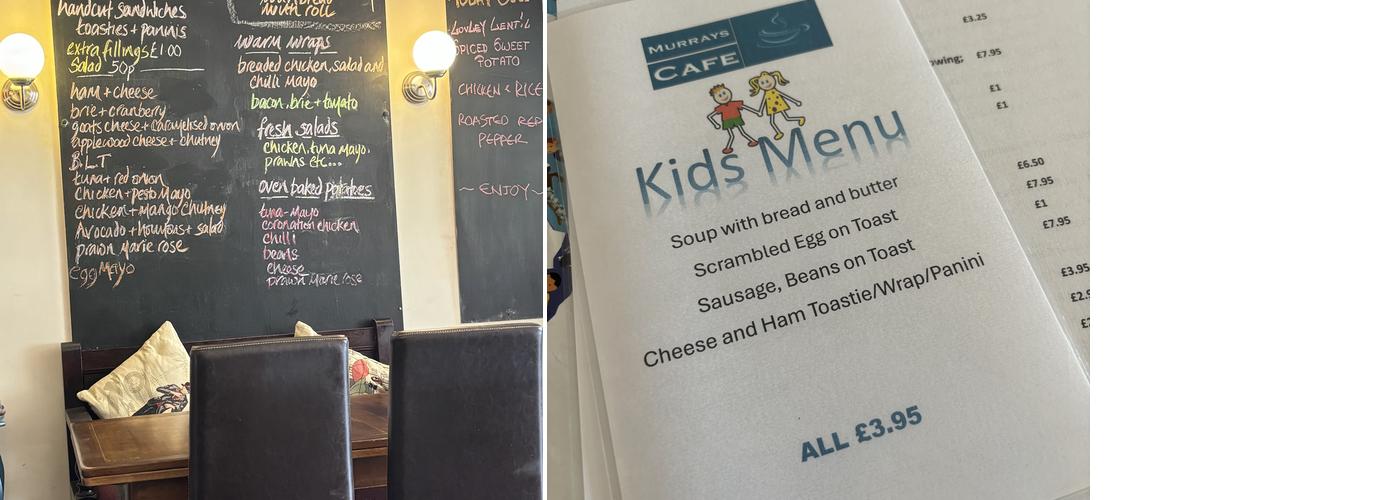 handcut sandwiches
toasties + paninis
extra fillings £1.00
Salad 50p
ham + cheese
brie + cranberry
goats cheese + caramelised onion
applewood cheese + chutney
B.L.T
tuna + red onion
chicken + pesto Mayo
chicken + Mango Chutney
Avocado + houmous + salad
prawn Marie rose
egg Mayo
with roll
warm wraps
breaded chicken, salad and
chilli Mayo
bacon, brie + tomato
fresh salads
chicken, tuna mayo,
prawns etc...
oven baked potatoes
tuna-mayo
coronation chicken
chilli
beans
cheese
prawn Marie rose
LOVLEY LENTIL
SPICED SWEET
POTATO
CHICKEN & RICE
ROASTED RED
PEPPER
~ ENJOY ~
MURRAYS
CAFE
Kids Menu
Soup with bread and butter
Scrambled Egg on Toast
Sausage, Beans on Toast
Cheese and Ham Toastie/Wrap/Panini
ALL £3.95
£3.25
owing; £7.95
£1
£1
£6.50
£7.95
£1
£7.95
£3.95